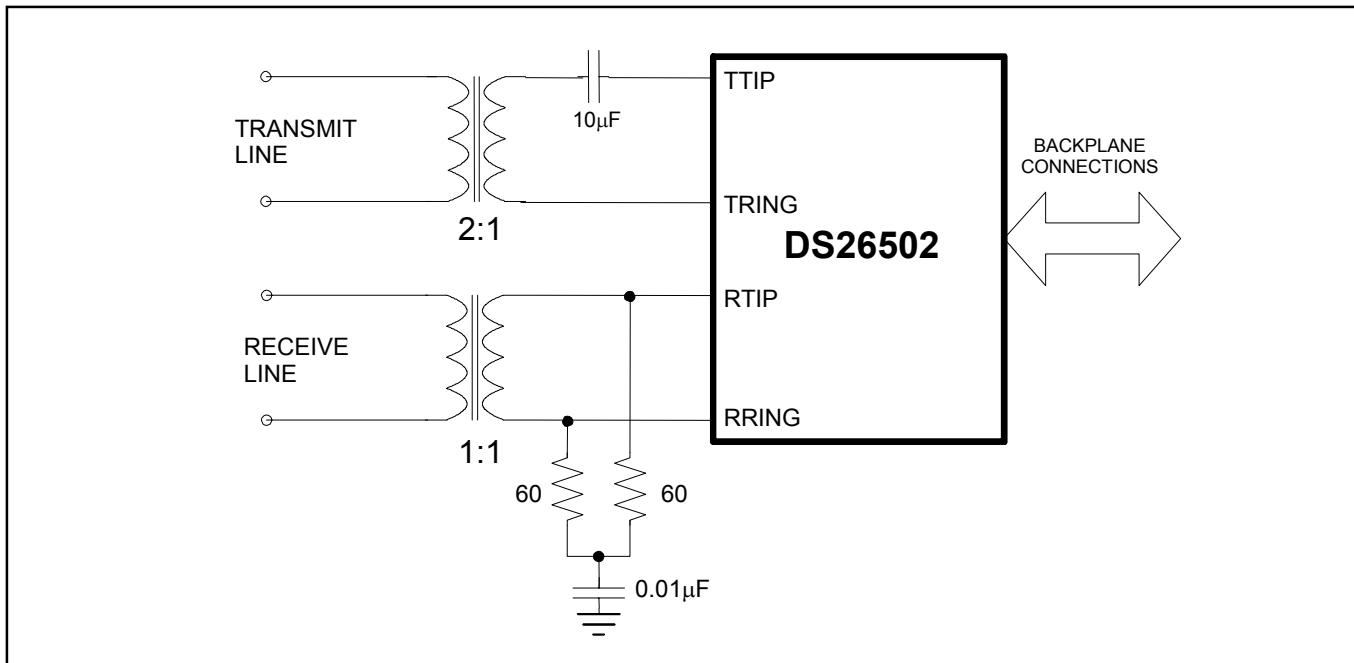 TTIP
10μF
TRANSMIT
LINE
BACKPLANE
CONNECTIONS
TRING
2:1
DS26502
RTIP
RECEIVE
LINE
RRING
1:1
60
60
0.01μF